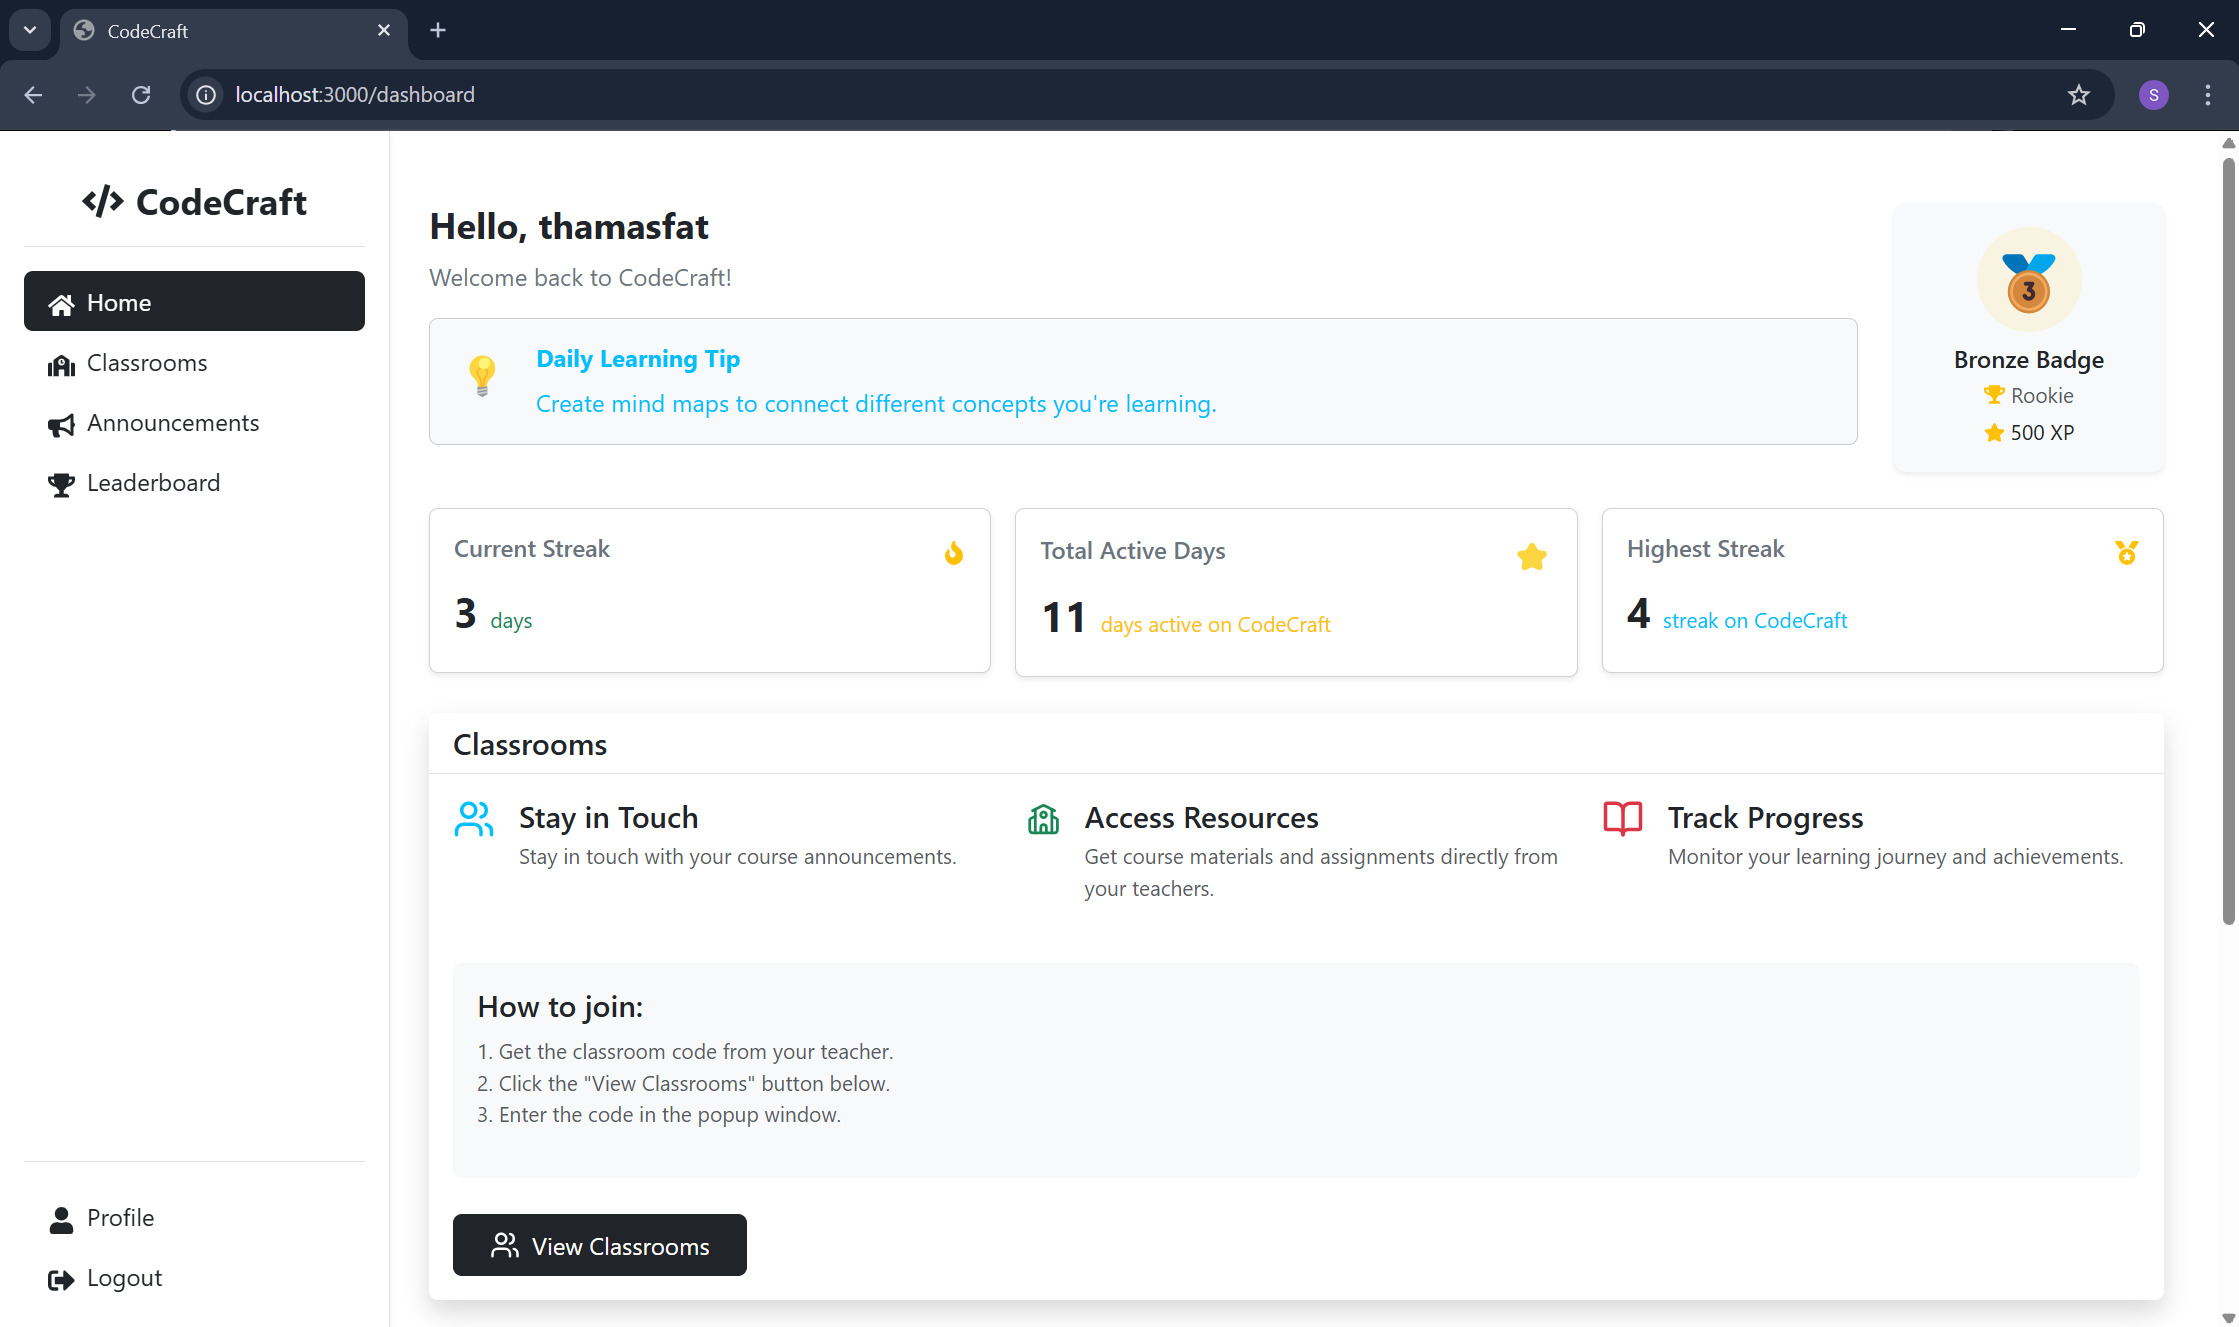 CodeCraft
localhost:3000/dashboard
S
</> CodeCraft
Home
Classrooms
Announcements
Leaderboard
Profile
Logout
Hello, thamasfat
Welcome back to CodeCraft!
Daily Learning Tip
Create mind maps to connect different concepts you're learning.
3
Bronze Badge
Rookie
500 XP
Current Streak
3 days
Total Active Days
11 days active on CodeCraft
Highest Streak
4 streak on CodeCraft
Classrooms
Stay in Touch
Stay in touch with your course announcements.
Access Resources
Get course materials and assignments directly from
your teachers.
Track Progress
Monitor your learning journey and achievements.
How to join:
1. Get the classroom code from your teacher.
2. Click the "View Classrooms" button below.
3. Enter the code in the popup window.
View Classrooms